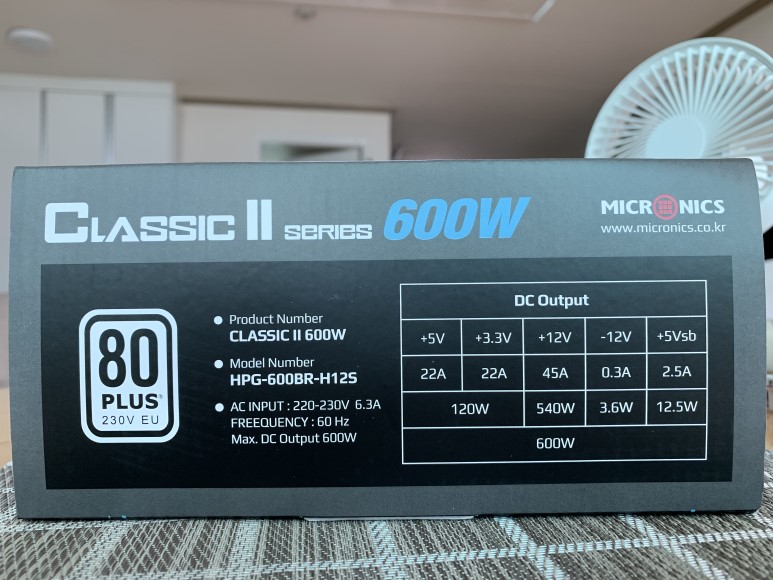 CLASSIC II SERIES 600W
MICRONICS
www.micronics.co.kr
80
PLUS®
230V EU
Product Number
CLASSIC II 600W
Model Number
HPG-600BR-H12S
AC INPUT : 220-230V 6.3A
FREEQUENCY : 60 Hz
Max. DC Output 600W
DC Output
+5V +3.3V +12V -12V +5Vsb
22A 22A 45A 0.3A 2.5A
120W 540W 3.6W 12.5W
600W